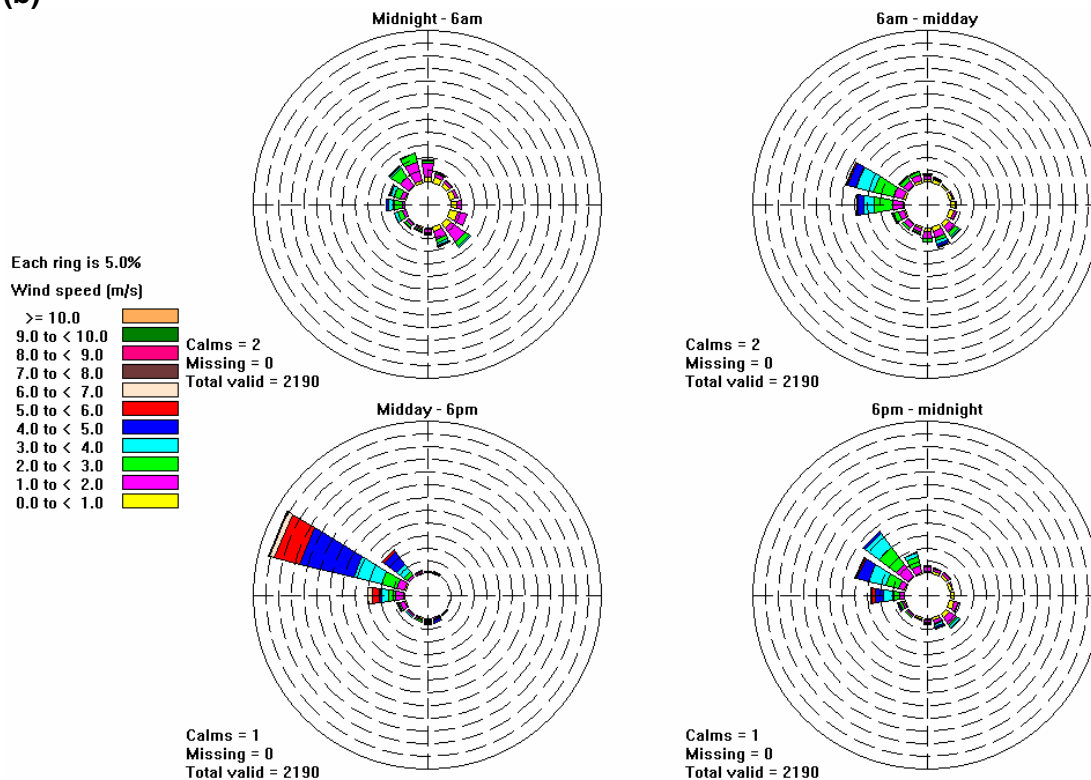 (b)
Midnight - 6am
6am - midday
Each ring is 5.0%
Wind speed (m/s)
>= 10.0
9.0 to < 10.0
8.0 to < 9.0
7.0 to < 8.0
6.0 to < 7.0
5.0 to < 6.0
4.0 to < 5.0
3.0 to < 4.0
2.0 to < 3.0
1.0 to < 2.0
0.0 to < 1.0
Calms = 2
Missing = 0
Total valid = 2190
Calms = 2
Missing = 0
Total valid = 2190
Midday - 6pm
6pm - midnight
Calms = 1
Missing = 0
Total valid = 2190
Calms = 1
Missing = 0
Total valid = 2190